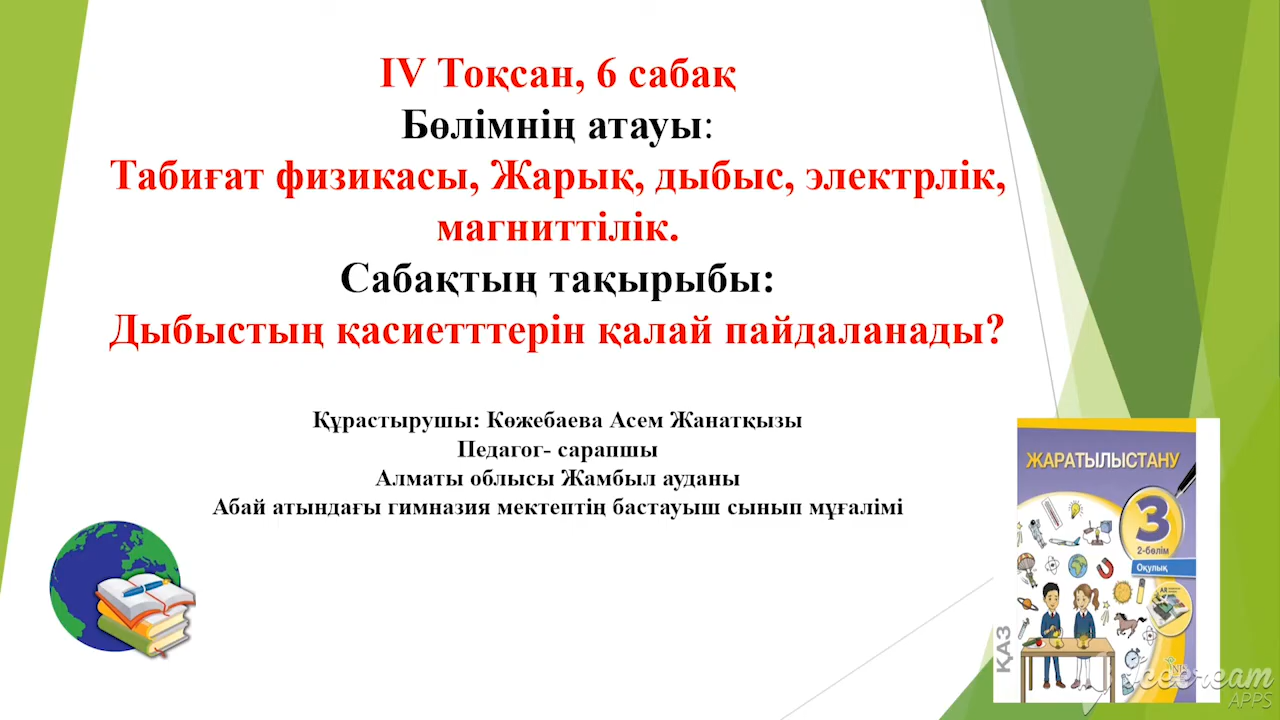 IV Тоқсан, 6 сабақ
Бөлімнің атауы:
Табиғат физикасы, Жарық, дыбыс, электрлік,
магниттілік.
Сабақтың тақырыбы:
Дыбыстың қасиетттерін қалай пайдаланады?
Құрастырушы: Көжебаева Асем Жанатқызы
Педагог- сарапшы
Алматы облысы Жамбыл ауданы
Абай атындағы гимназия мектептің бастауыш сынып мұғалімі
ЖАРАТЫЛЫСТАНУ
3
2-бөлім
Оқулық
ҚАЗ
Icecream
APPS